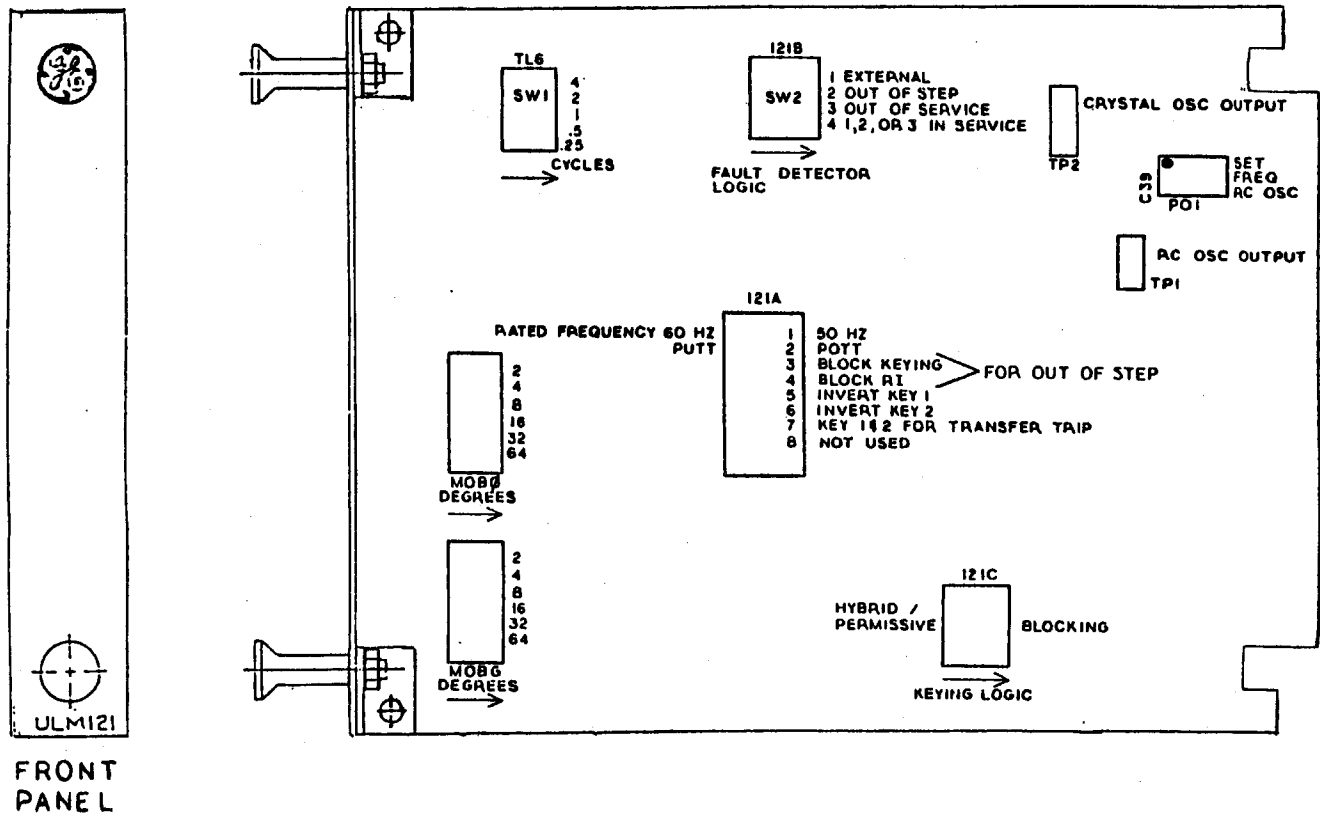 TL6
SW1
4
2
1
.5
.25
CYCLES
121B
SW2
1 EXTERNAL
2 OUT OF STEP
3 OUT OF SERVICE
4 1,2, OR 3 IN SERVICE
FAULT DETECTOR
LOGIC
CRYSTAL OSC OUTPUT
TP2
C39
PO1
SET
FREQ
RC OSC
RC OSC OUTPUT
TP1
121A
RATED FREQUENCY 60 HZ
PUTT
1 50 HZ
2 POTT
3 BLOCK KEYING
4 BLOCK RI
5 INVERT KEY 1
6 INVERT KEY 2
7 KEY 1&2 FOR TRANSFER TRIP
8 NOT USED
FOR OUT OF STEP
2
4
8
16
32
64
MOBØ
DEGREES
2
4
8
16
32
64
MOBG
DEGREES
121C
HYBRID /
PERMISSIVE
BLOCKING
KEYING LOGIC
ULM121
FRONT
PANEL